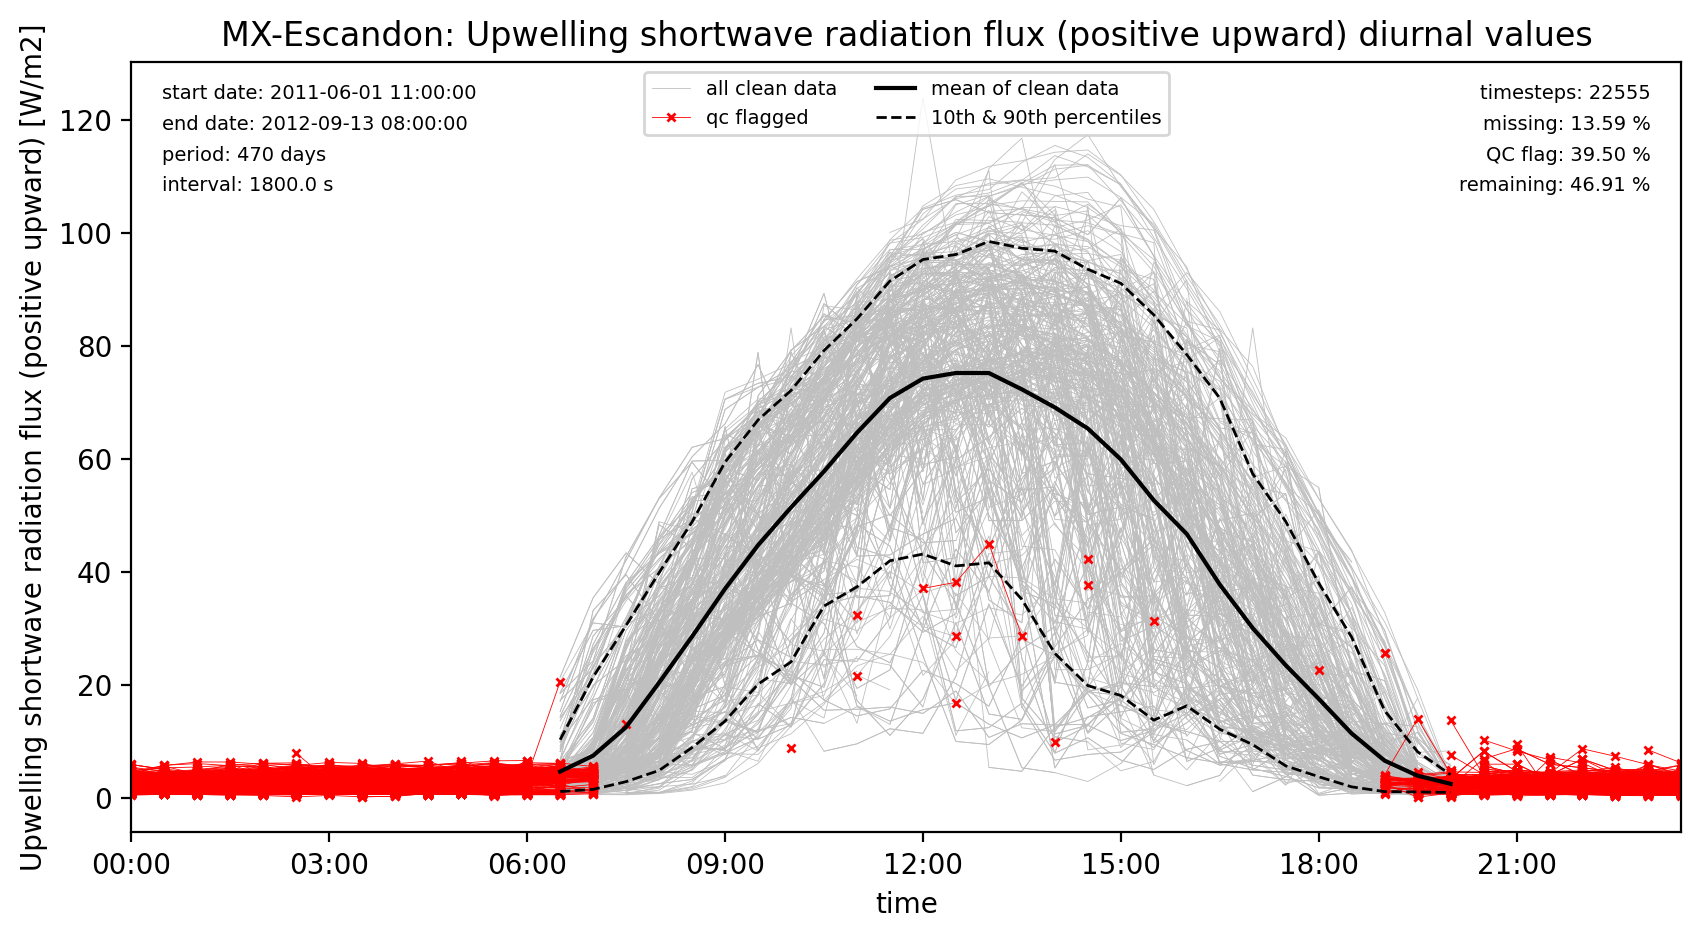 MX-Escandon: Upwelling shortwave radiation flux (positive upward) diurnal values
Upwelling shortwave radiation flux (positive upward) [W/m2]
start date: 2011-06-01 11:00:00
end date: 2012-09-13 08:00:00
period: 470 days
interval: 1800.0 s
all clean data
qc flagged
mean of clean data
10th & 90th percentiles
timesteps: 22555
missing: 13.59 %
QC flag: 39.50 %
remaining: 46.91 %
120
100
80
60
40
20
0
00:00 03:00 06:00 09:00 12:00 15:00 18:00 21:00
time